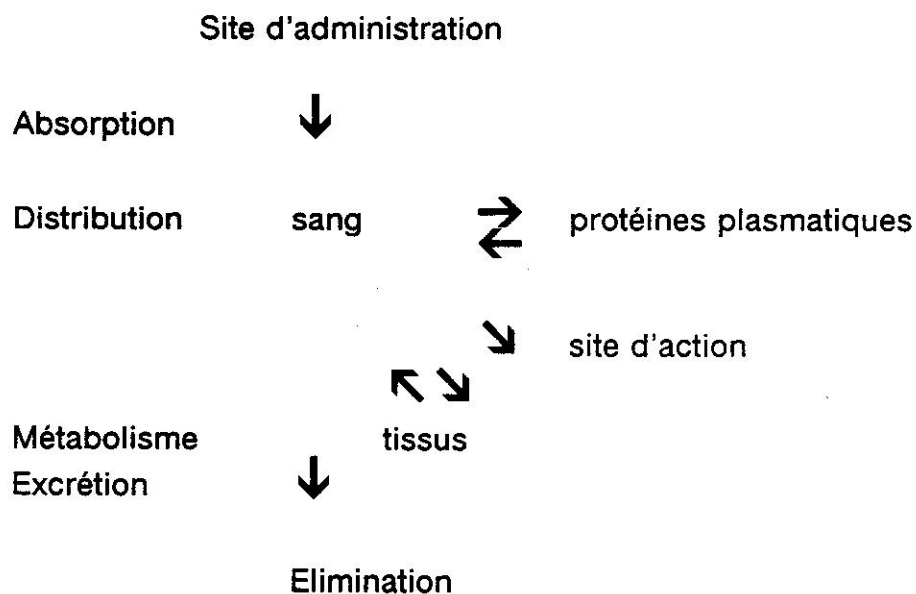 Site d'administration
Absorption
Distribution sang protéines plasmatiques
site d'action
Métabolisme tissus
Excrétion
Elimination